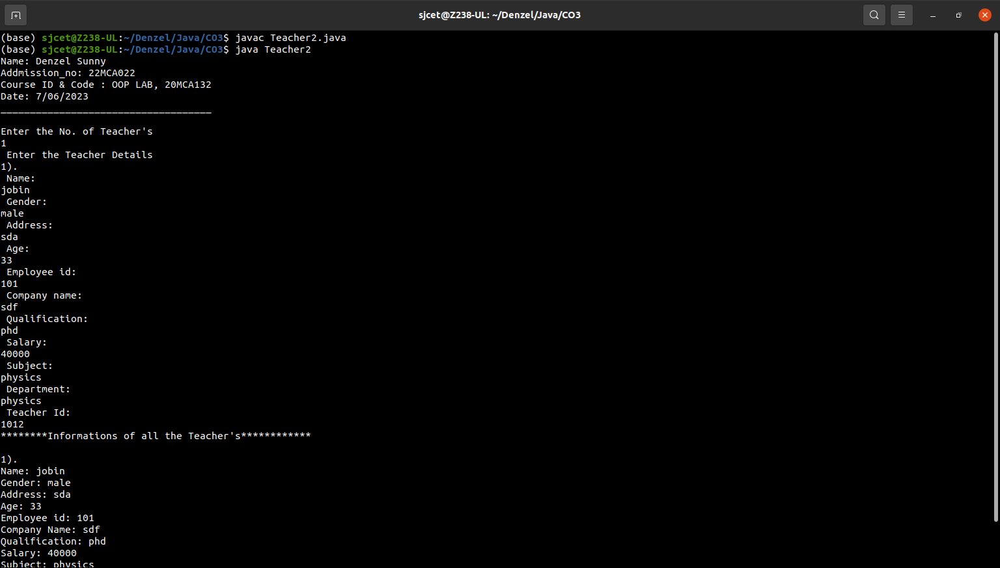 sjcet@Z238-UL: ~/Denzel/Java/CO3
(base) sjcet@Z238-UL:~/Denzel/Java/CO3$ javac Teacher2.java
(base) sjcet@Z238-UL:~/Denzel/Java/CO3$ java Teacher2
Name: Denzel Sunny
Addmission_no: 22MCA022
Course ID & Code : OOP LAB, 20MCA132
Date: 7/06/2023
____________________________________
Enter the No. of Teacher's
1
Enter the Teacher Details
1).
Name:
jobin
Gender:
male
Address:
sda
Age:
33
Employee id:
101
Company name:
sdf
Qualification:
phd
Salary:
40000
Subject:
physics
Department:
physics
Teacher Id:
1012
********Informations of all the Teacher's************
1).
Name: jobin
Gender: male
Address: sda
Age: 33
Employee id: 101
Company Name: sdf
Qualification: phd
Salary: 40000
Subject: physics